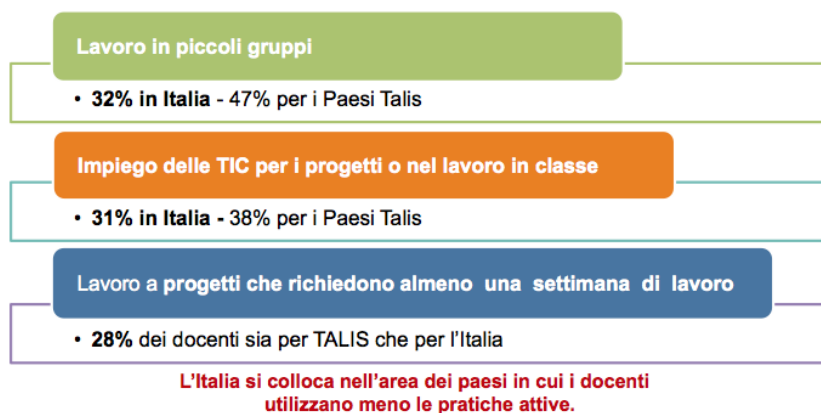 Lavoro in piccoli gruppi
• 32% in Italia - 47% per i Paesi Talis
Impiego delle TIC per i progetti o nel lavoro in classe
• 31% in Italia - 38% per i Paesi Talis
Lavoro a progetti che richiedono almeno una settimana di lavoro
• 28% dei docenti sia per TALIS che per l'Italia
L'Italia si colloca nell'area dei paesi in cui i docenti
utilizzano meno le pratiche attive.